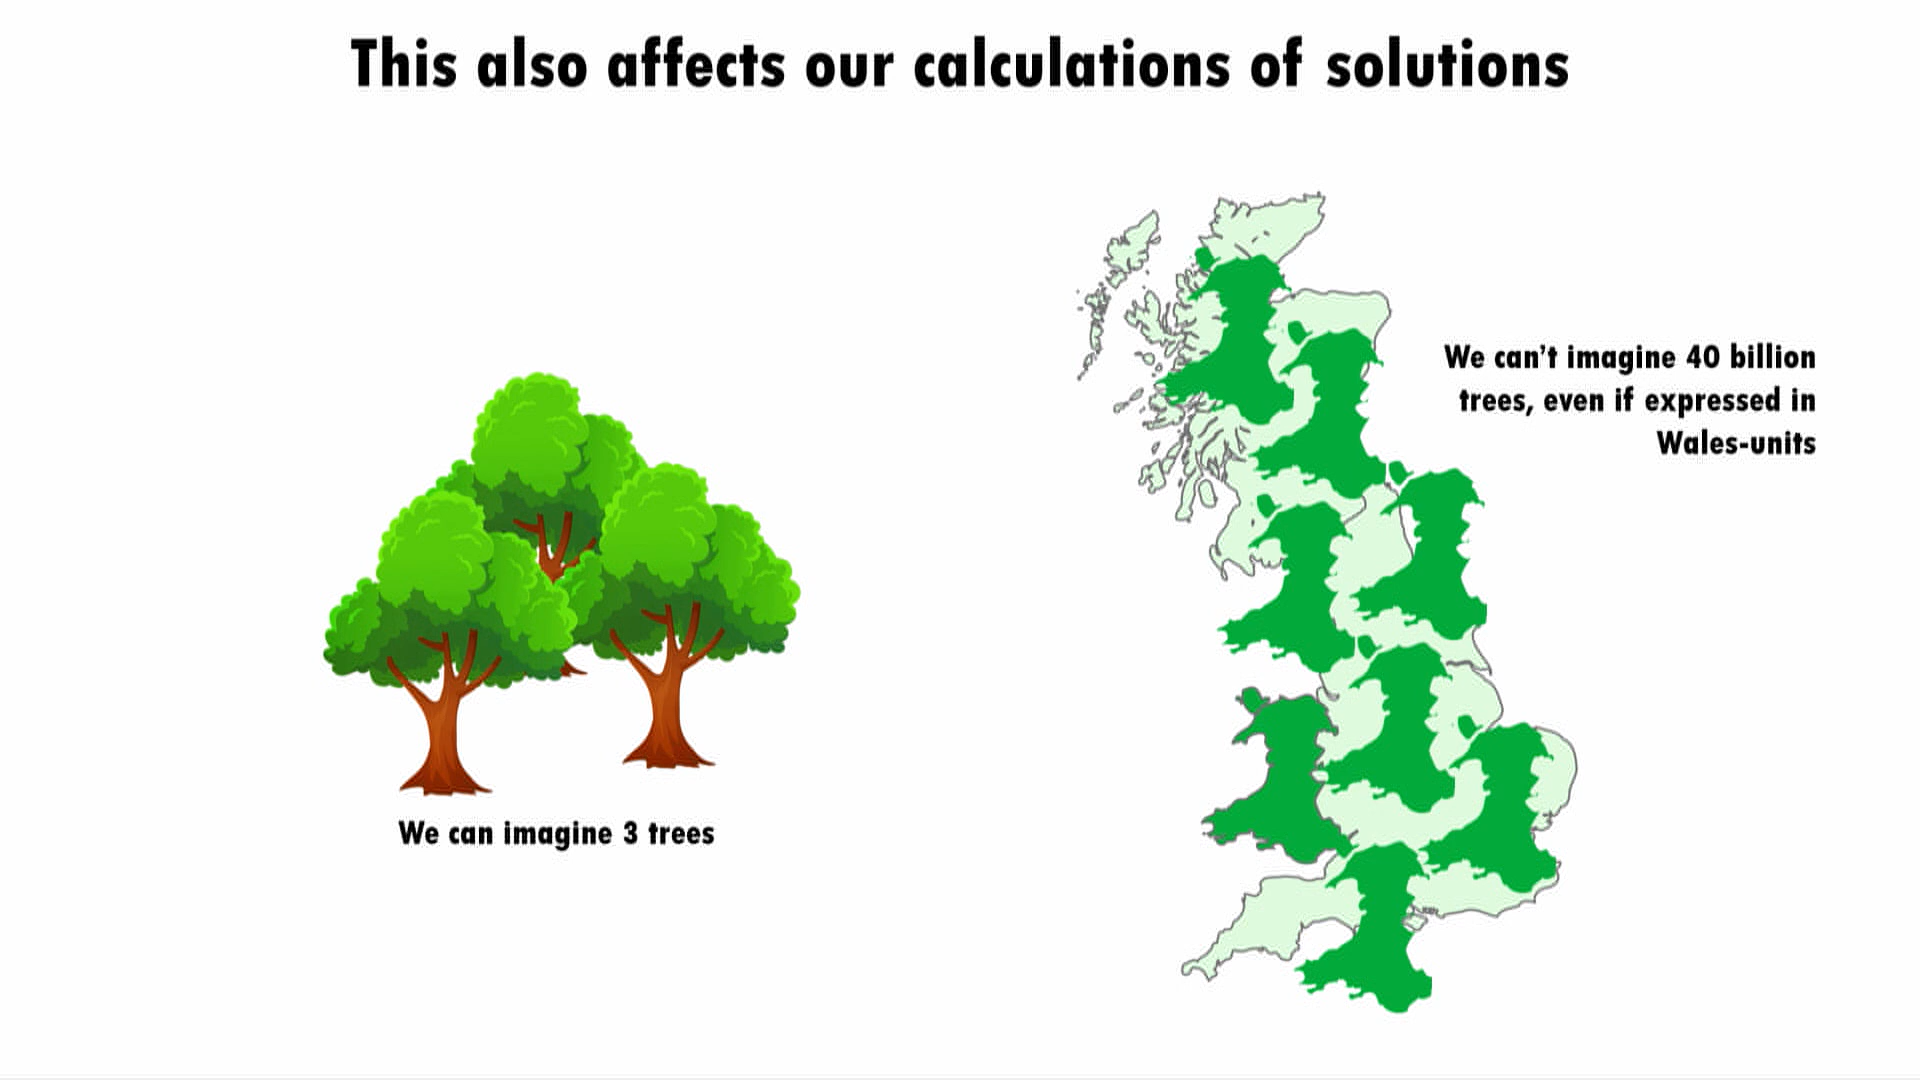 This also affects our calculations of solutions
We can’t imagine 40 billion
trees, even if expressed in
Wales-units
We can imagine 3 trees